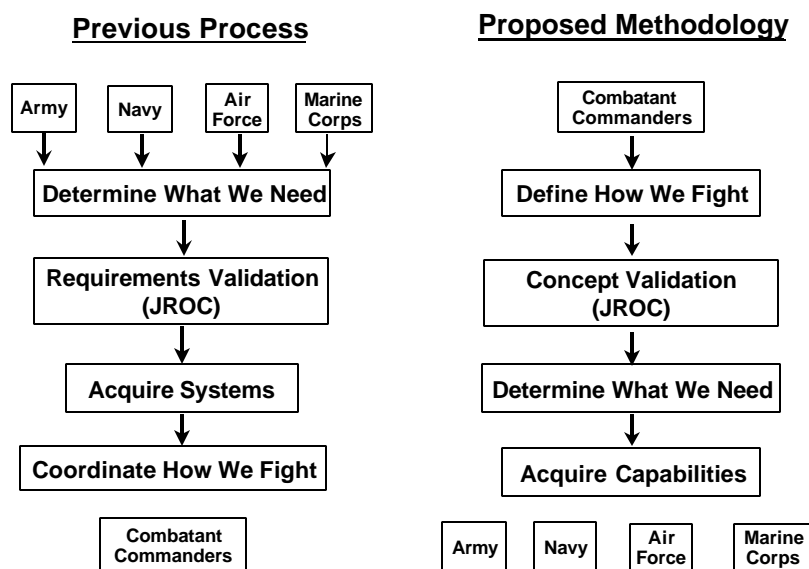 Previous Process
Army
Navy
Air
Force
Marine
Corps
Determine What We Need
Requirements Validation
(JROC)
Acquire Systems
Coordinate How We Fight
Combatant
Commanders
Proposed Methodology
Combatant
Commanders
Define How We Fight
Concept Validation
(JROC)
Determine What We Need
Acquire Capabilities
Army
Navy
Air
Force
Marine
Corps